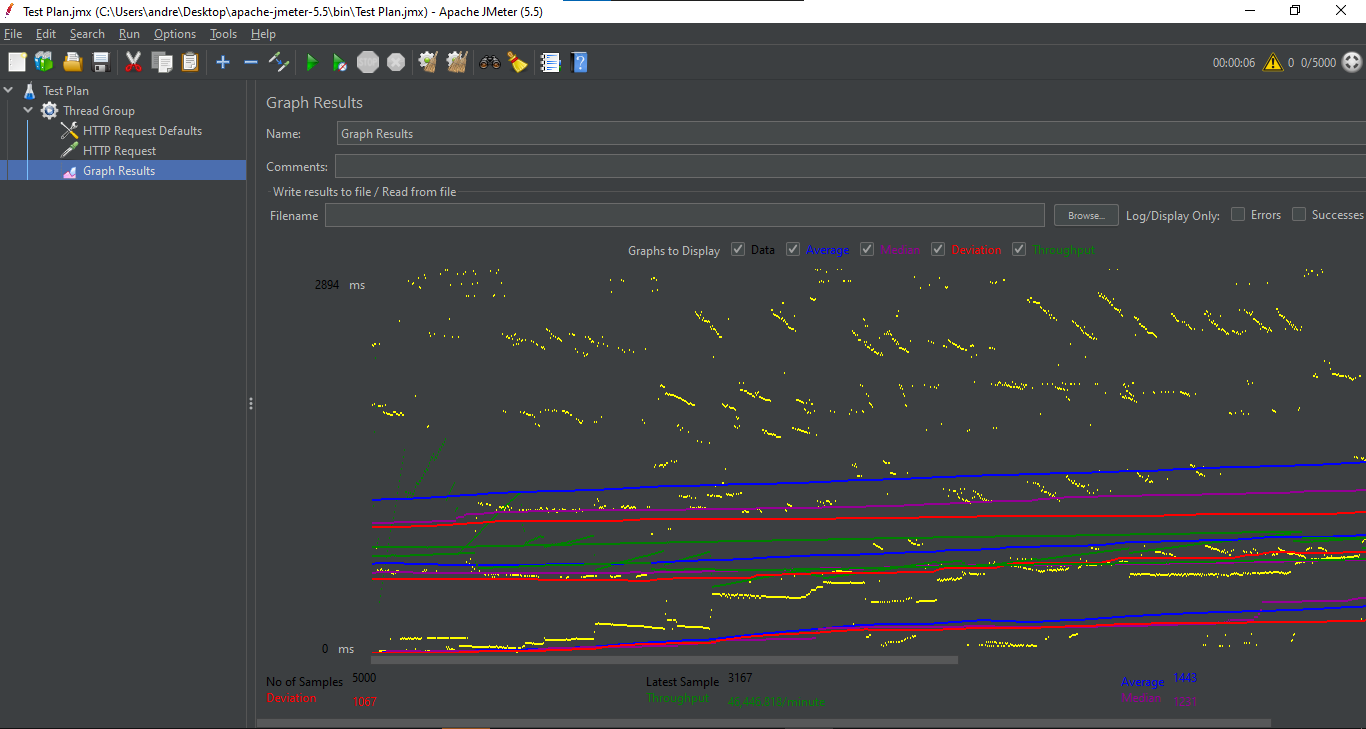 Test Plan.jmx (C:\Users\andre\Desktop\apache-jmeter-5.5\bin\Test Plan.jmx) - Apache JMeter (5.5)
File Edit Search Run Options Tools Help
STOP
00:00:06 0 0/5000
Test Plan
Thread Group
HTTP Request Defaults
HTTP Request
Graph Results
Graph Results
Name: Graph Results
Comments:
Write results to file / Read from file
Filename Browse... Log/Display Only: Errors Successes
Graphs to Display Data Average Median Deviation Throughput
2894 ms
0 ms
No of Samples 5000 Latest Sample 3167 Average 1443
Deviation 1067 Throughput 46,446.818/minute Median